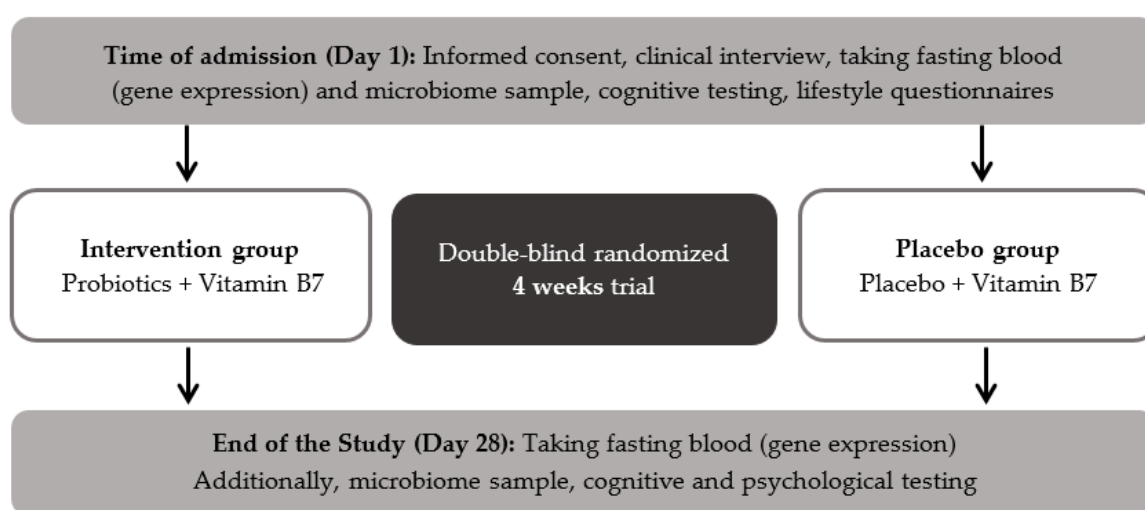 Time of admission (Day 1): Informed consent, clinical interview, taking fasting blood
(gene expression) and microbiome sample, cognitive testing, lifestyle questionnaires
Intervention group
Probiotics + Vitamin B7
Double-blind randomized
4 weeks trial
Placebo group
Placebo + Vitamin B7
End of the Study (Day 28): Taking fasting blood (gene expression)
Additionally, microbiome sample, cognitive and psychological testing